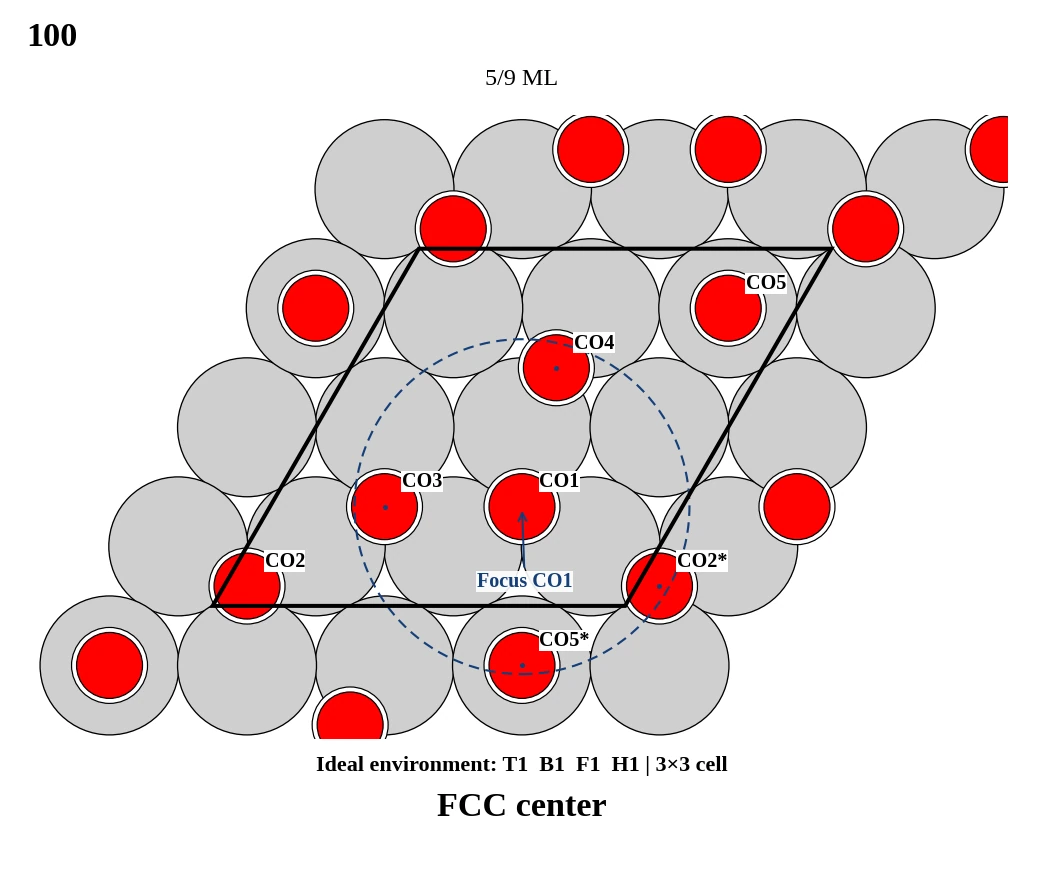 100
5/9 ML
CO5
CO4
CO3
CO1
CO2
CO2*
Focus CO1
CO5*
Ideal environment: T1 B1 F1 H1 | 3×3 cell
FCC center